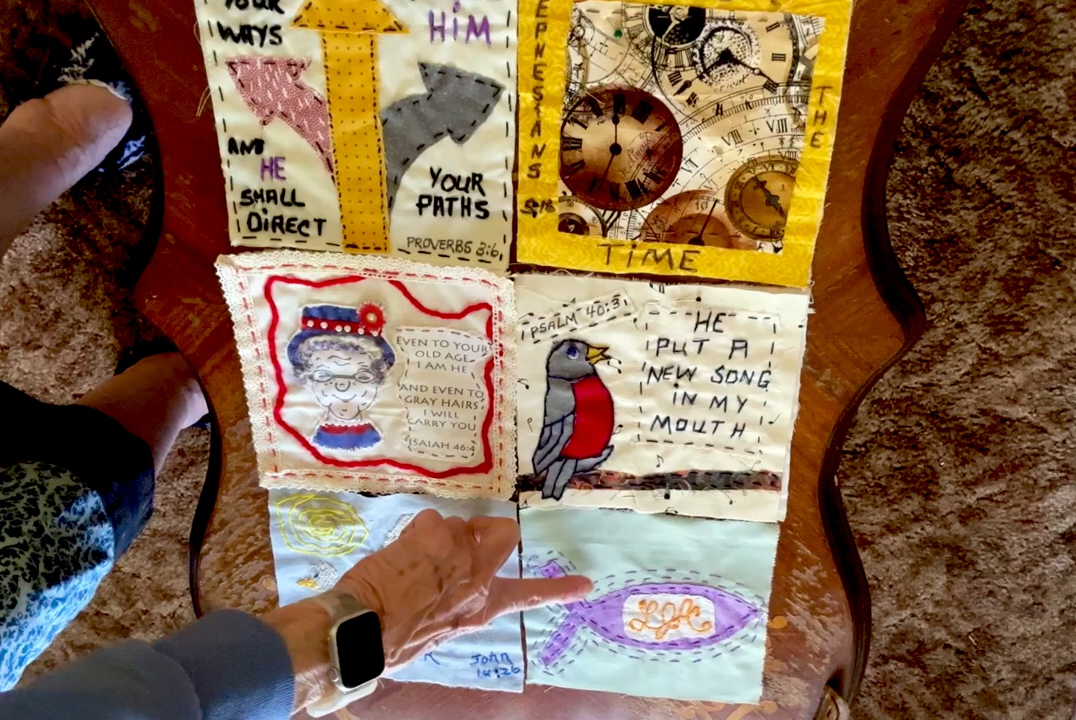 YOUR
WAYS
HiM
AND
HE
SHALL
DiRECT
YOUR
PATHS
PROVERBS 3:6
EPHESIANS
5:16
THE
TiME
EVEN TO YOUR
OLD AGE,
I AM HE
AND EVEN TO
GRAY HAIRS
I WILL
CARRY YOU
ISAIAH 46:4
PSALM 40:3
HE
PUT A
NEW SONG
iN MY
MOUTH
John
14:26